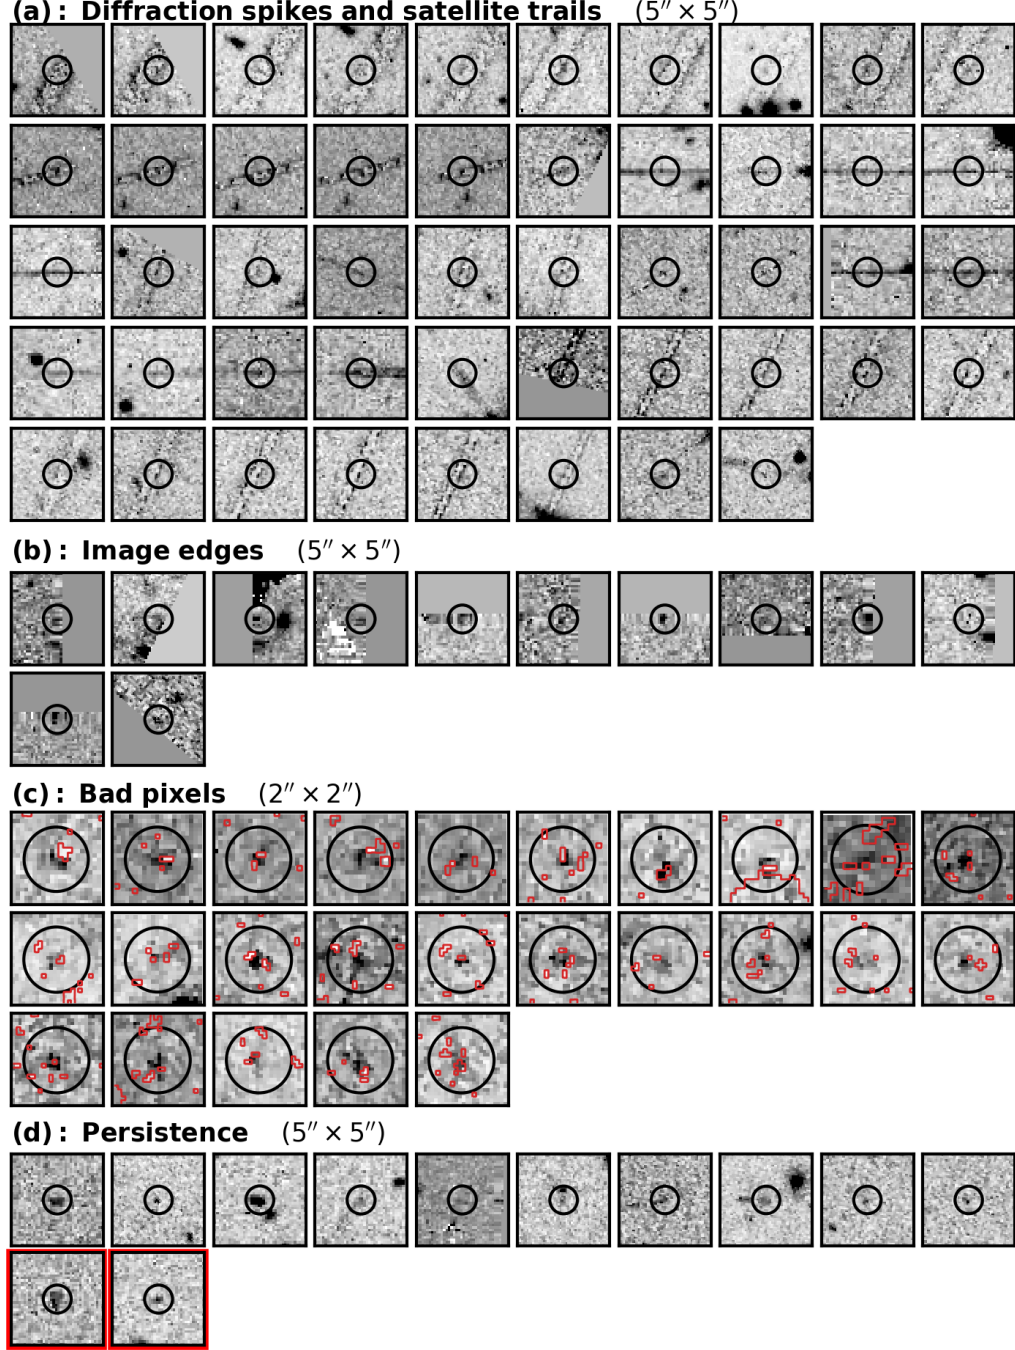 (a): Diffraction spikes and satellite trails (5″ × 5″)
(b): Image edges (5″ × 5″)
(c): Bad pixels (2″ × 2″)
(d): Persistence (5″ × 5″)